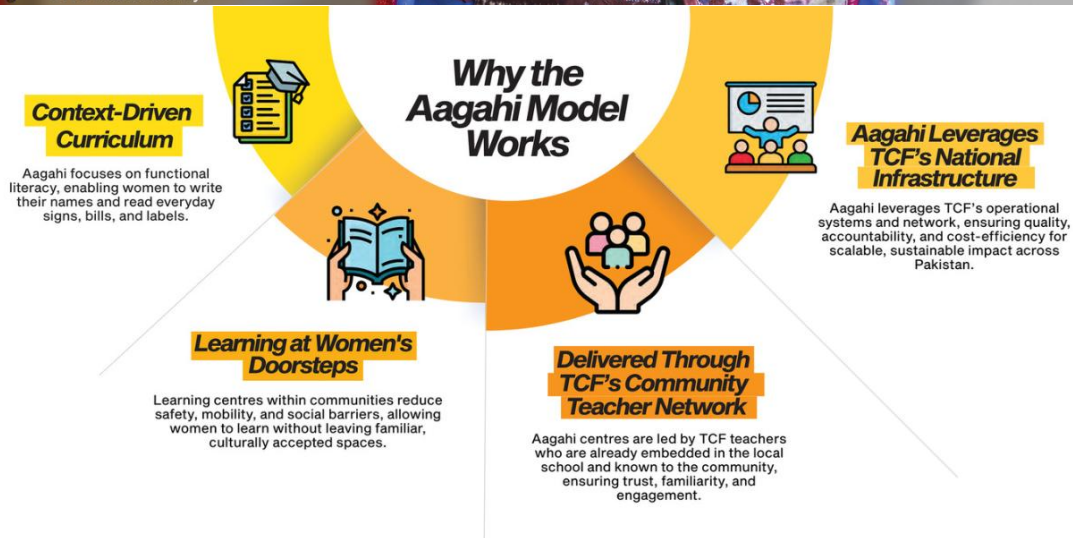 Why the
Aagahi Model
Works
Context-Driven
Curriculum
Aagahi focuses on functional
literacy, enabling women to write
their names and read everyday
signs, bills, and labels.
Learning at Women's
Doorsteps
Learning centres within communities reduce
safety, mobility, and social barriers, allowing
women to learn without leaving familiar,
culturally accepted spaces.
Delivered Through
TCF's Community
Teacher Network
Aagahi centres are led by TCF teachers
who are already embedded in the local
school and known to the community,
ensuring trust, familiarity, and
engagement.
Aagahi Leverages
TCF's National
Infrastructure
Aagahi leverages TCF's operational
systems and network, ensuring quality,
accountability, and cost-efficiency for
scalable, sustainable impact across
Pakistan.